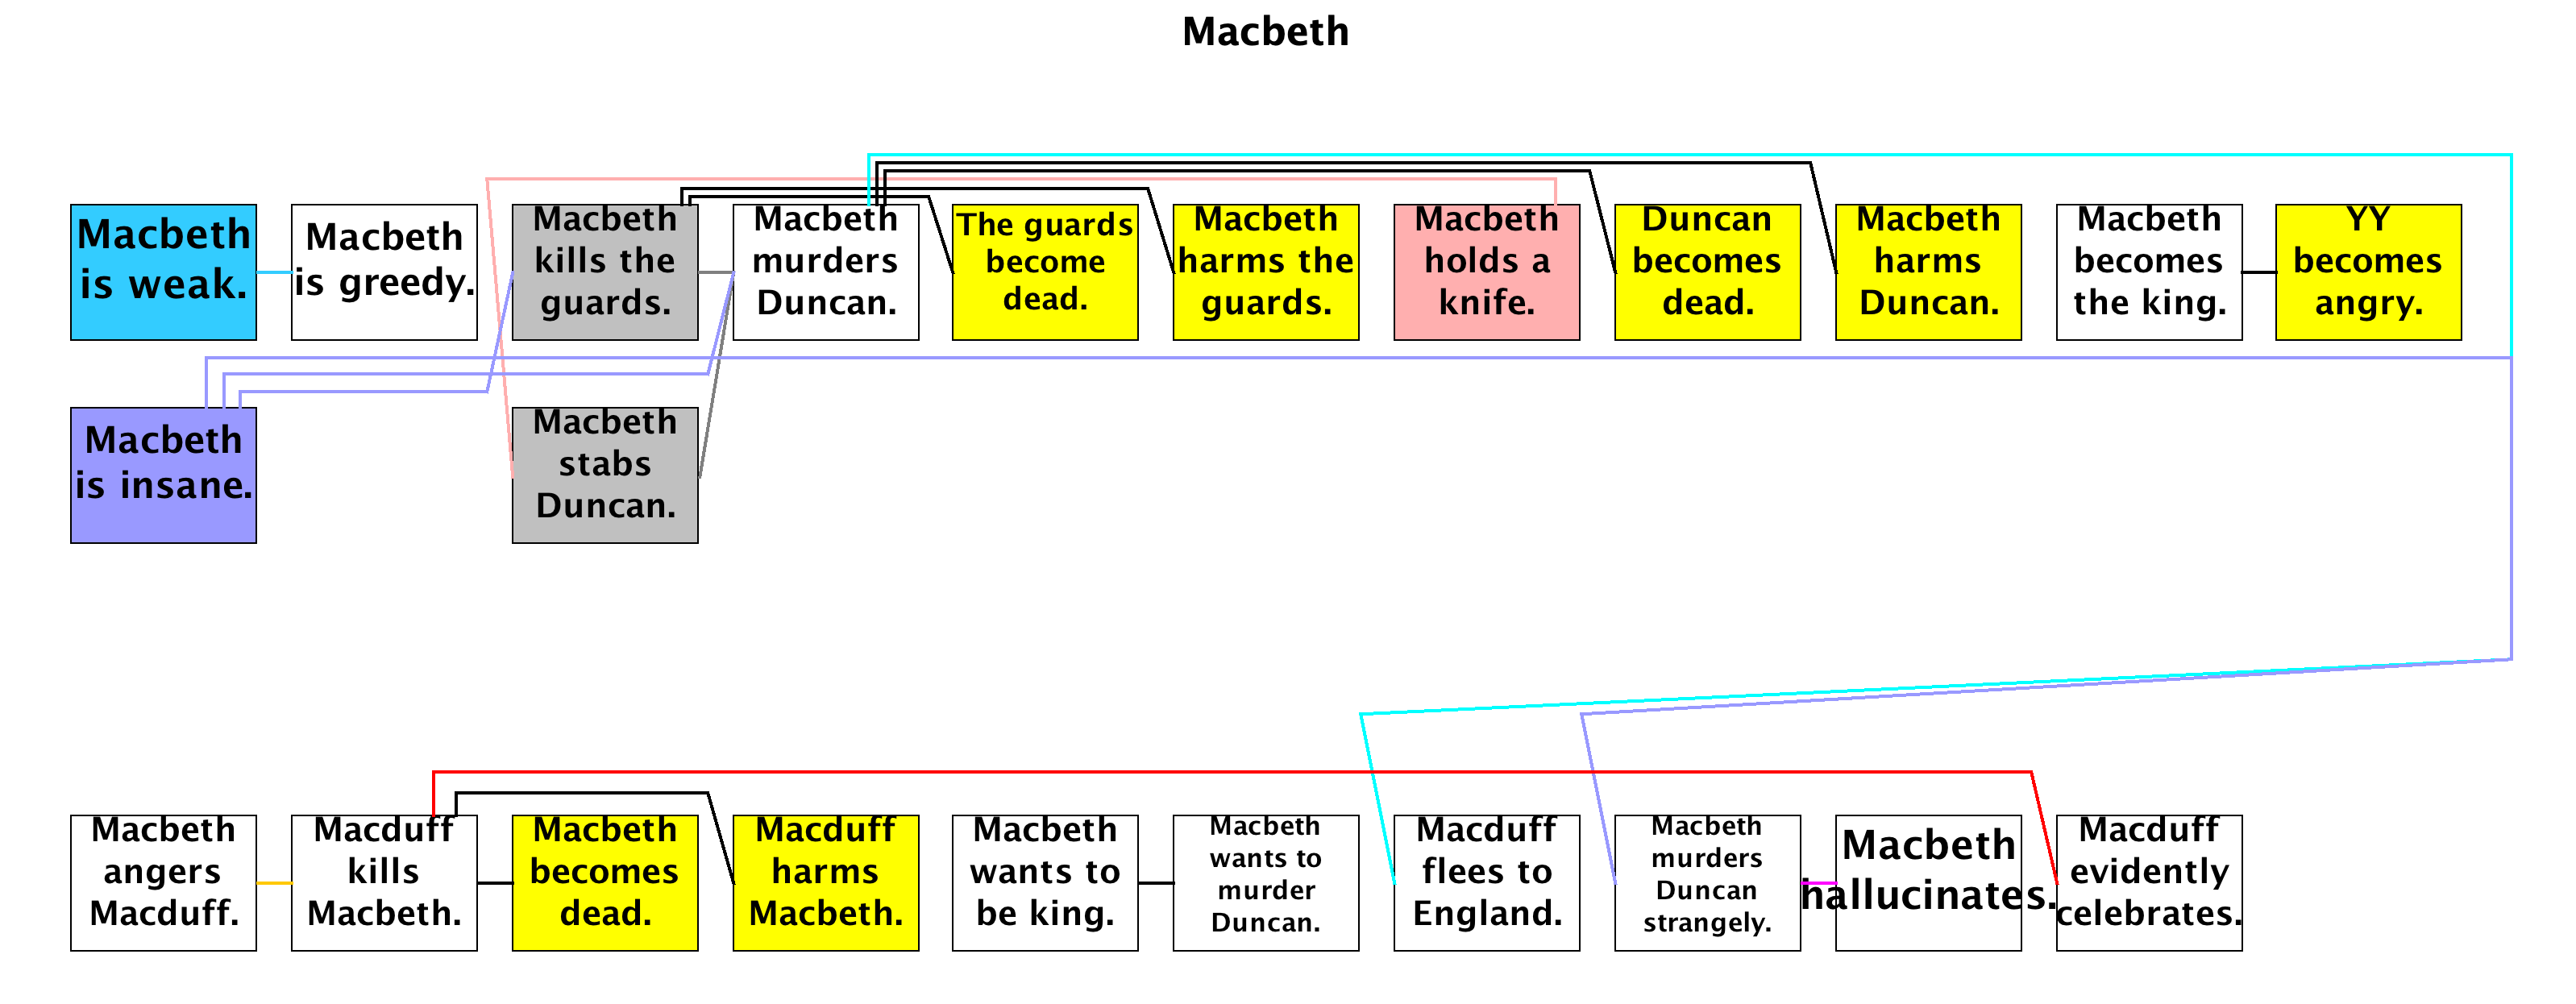 Macbeth
Macbeth
is weak.
Macbeth
is greedy.
Macbeth
kills the
guards.
Macbeth
murders
Duncan.
The guards
become
dead.
Macbeth
harms the
guards.
Macbeth
holds a
knife.
Duncan
becomes
dead.
Macbeth
harms
Duncan.
Macbeth
becomes
the king.
YY
becomes
angry.
Macbeth
is insane.
Macbeth
stabs
Duncan.
Macbeth
angers
Macduff.
Macduff
kills
Macbeth.
Macbeth
becomes
dead.
Macduff
harms
Macbeth.
Macbeth
wants to
be king.
Macbeth
wants to
murder
Duncan.
Macduff
flees to
England.
Macbeth
murders
Duncan
strangely.
Macbeth
hallucinates.
Macduff
evidently
celebrates.